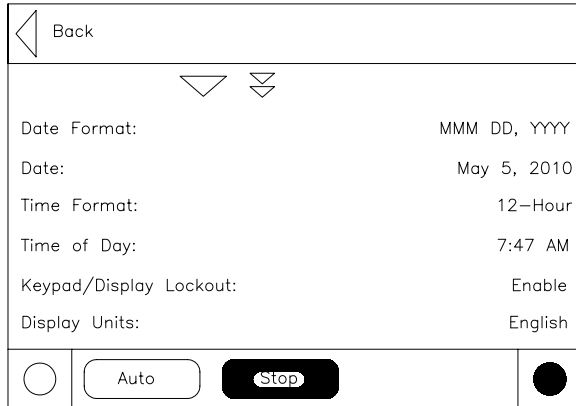 Back
Date Format: MMM DD, YYYY
Date: May 5, 2010
Time Format: 12-Hour
Time of Day: 7:47 AM
Keypad/Display Lockout: Enable
Display Units: English
Auto Stop